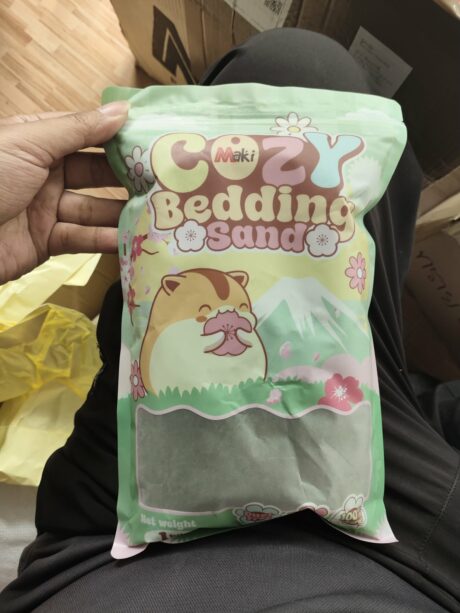 COZY
Maki
Bedding
Sand
Net weight